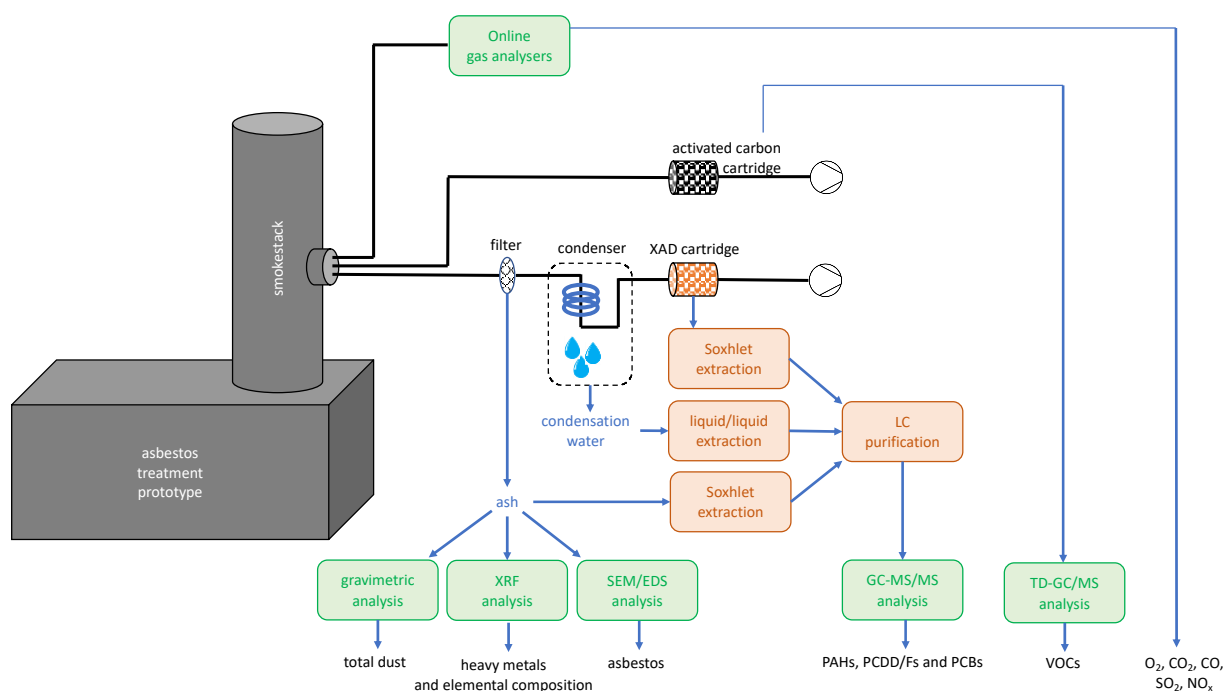 Online
gas analysers
activated carbon
cartridge
smokestack
filter
condenser
XAD cartridge
Soxhlet
extraction
condensation
water
liquid/liquid
extraction
LC
purification
asbestos
treatment
prototype
ash
Soxhlet
extraction
gravimetric
analysis
XRF
analysis
SEM/EDS
analysis
GC-MS/MS
analysis
TD-GC/MS
analysis
total dust
heavy metals
and elemental composition
asbestos
PAHs, PCDD/Fs and PCBs
VOCs
O₂, CO₂, CO,
SO₂, NOₓ